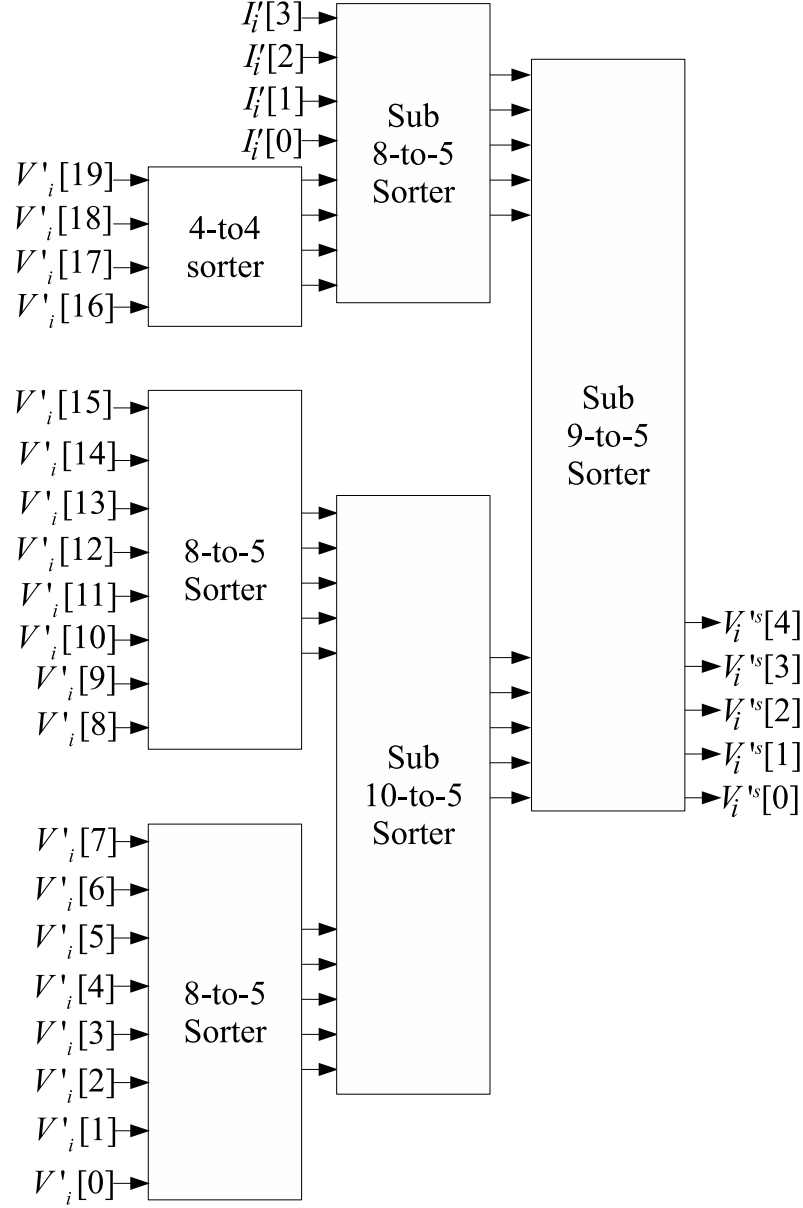 I'ᵢ[3]
I'ᵢ[2]
I'ᵢ[1]
I'ᵢ[0]
Sub
8-to-5
Sorter
V'ᵢ[19]
V'ᵢ[18]
V'ᵢ[17]
V'ᵢ[16]
4-to4
sorter
V'ᵢ[15]
V'ᵢ[14]
V'ᵢ[13]
V'ᵢ[12]
V'ᵢ[11]
V'ᵢ[10]
V'ᵢ[9]
V'ᵢ[8]
8-to-5
Sorter
V'ᵢ[7]
V'ᵢ[6]
V'ᵢ[5]
V'ᵢ[4]
V'ᵢ[3]
V'ᵢ[2]
V'ᵢ[1]
V'ᵢ[0]
8-to-5
Sorter
Sub
10-to-5
Sorter
Sub
9-to-5
Sorter
Vᵢ'ˢ[4]
Vᵢ'ˢ[3]
Vᵢ'ˢ[2]
Vᵢ'ˢ[1]
Vᵢ'ˢ[0]